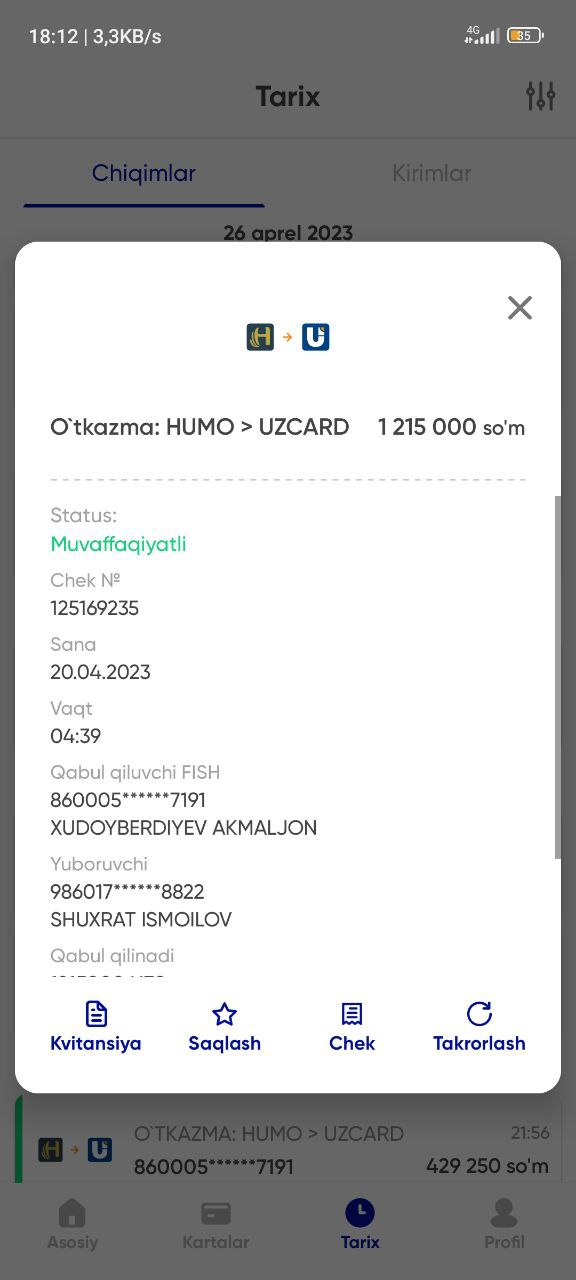 18:12 | 3,3KB/s 4G 35
Tarix
Chiqimlar Kirimlar
26 aprel 2023
O`tkazma: HUMO > UZCARD 1 215 000 so'm
Status:
Muvaffaqiyatli
Chek №
125169235
Sana
20.04.2023
Vaqt
04:39
Qabul qiluvchi FISH
860005******7191
XUDOYBERDIYEV AKMALJON
Yuboruvchi
986017******8822
SHUXRAT ISMOILOV
Qabul qilinadi
Kvitansiya Saqlash Chek Takrorlash
O`TKAZMA: HUMO > UZCARD 21:56
860005******7191 429 250 so'm
Asosiy Kartalar Tarix Profil